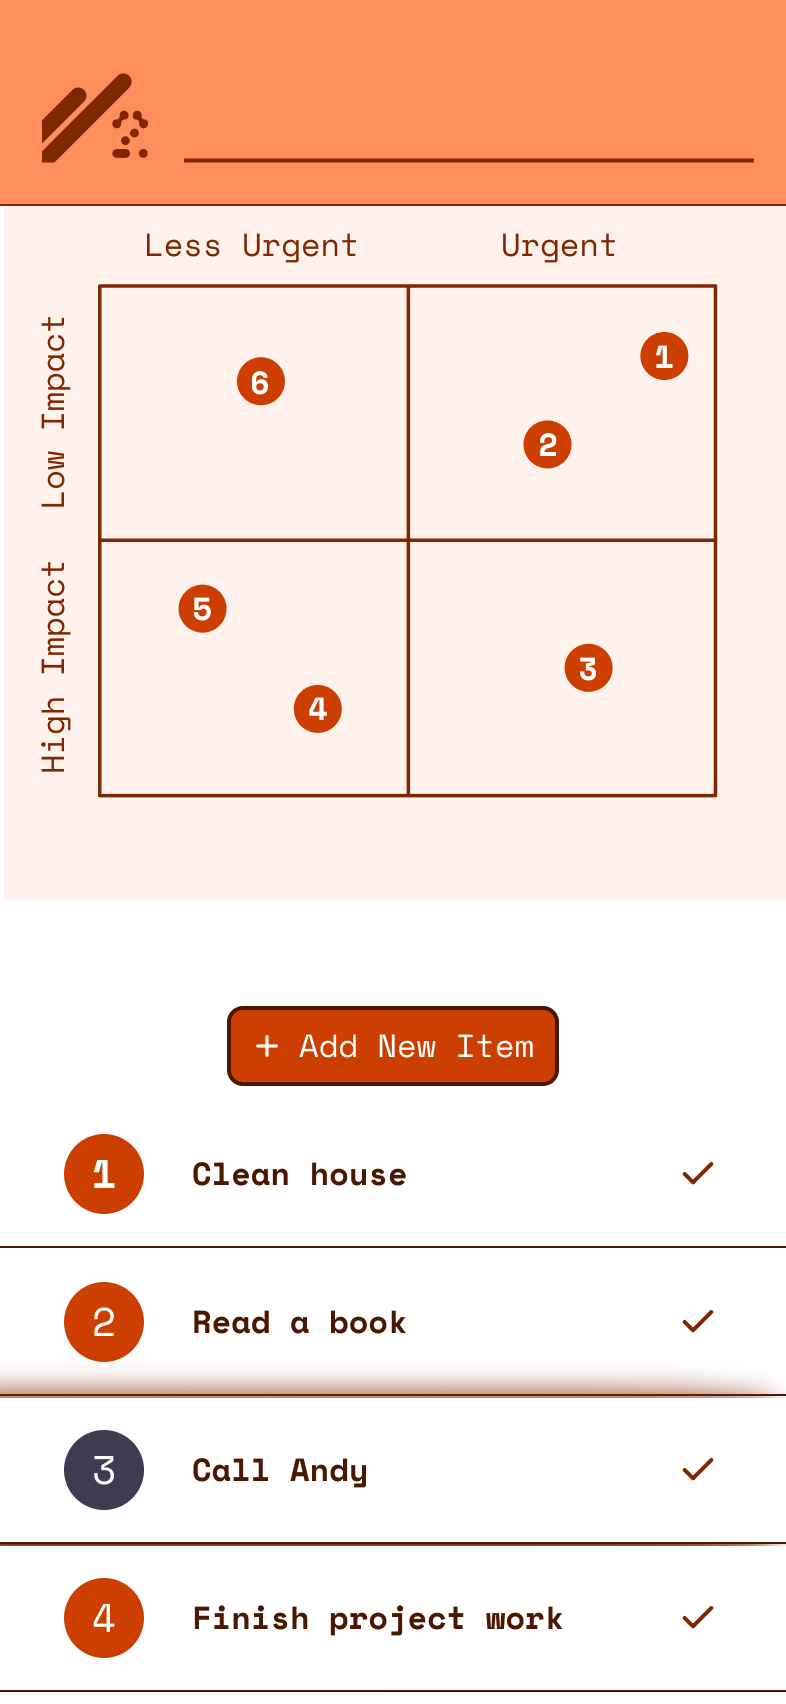 Less Urgent Urgent
Low Impact
6
1
2
High Impact
5
3
4
+ Add New Item
1 Clean house
2 Read a book
3 Call Andy
4 Finish project work